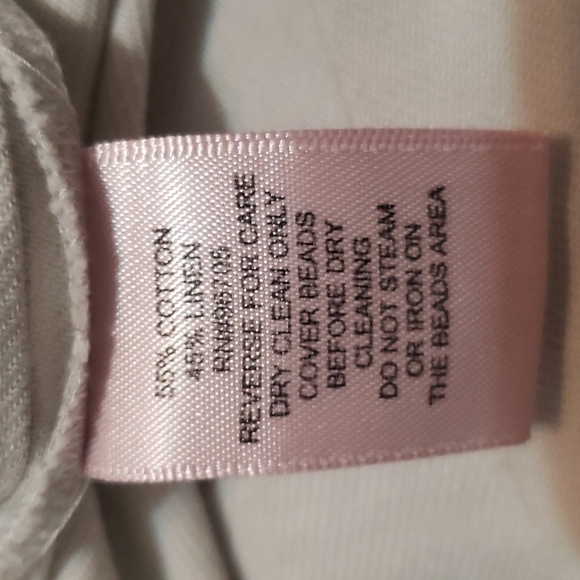 55% COTTON
45% LINEN
REVERSE FOR CARE
DRY CLEAN ONLY
COVER BEADS
BEFORE DRY
CLEANING
DO NOT STEAM
OR IRON ON
THE BEADS AREA